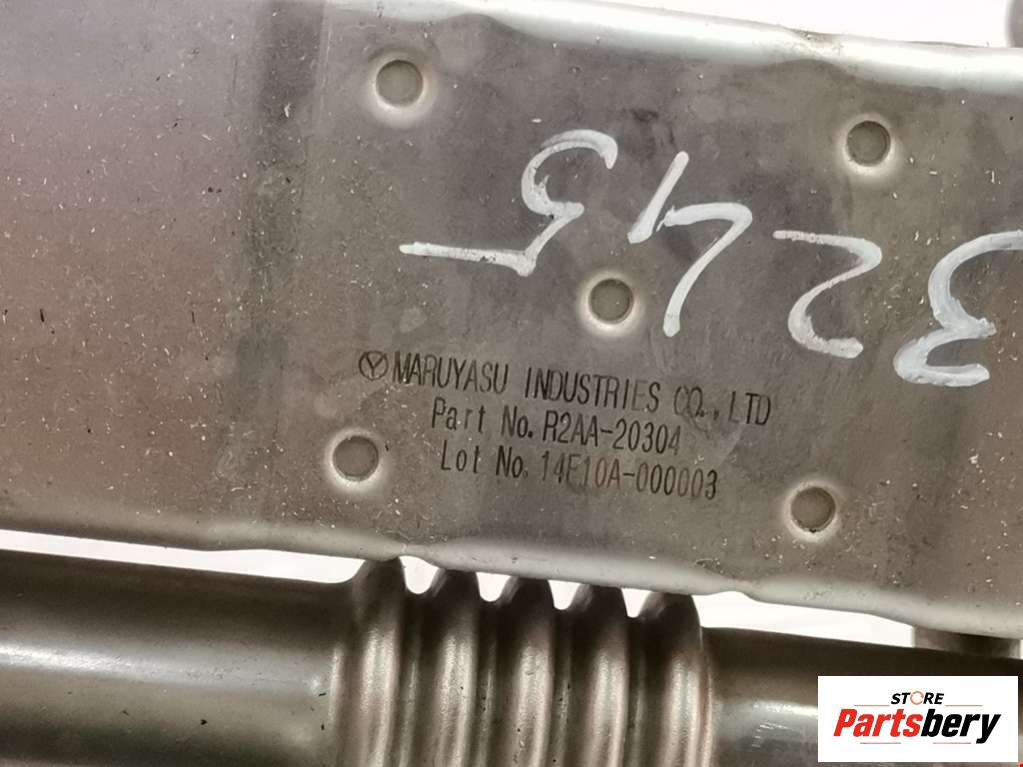 3245
MARUYASU INDUSTRIES CO.,LTD
Part No. R2AA-20304
Lot No. 14E10A-000003
STORE
Partsbery